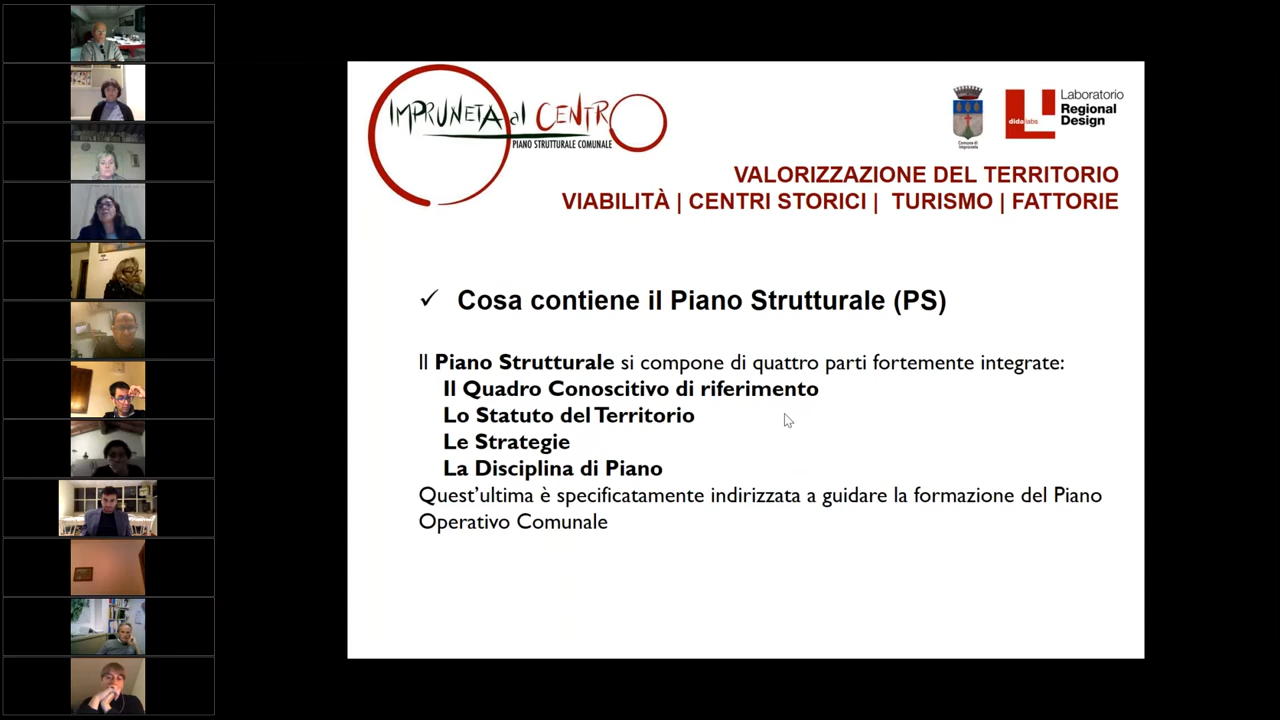 IMPRUNETA al CENTRO
PIANO STRUTTURALE COMUNALE
Comune di
Impruneta
didalabs
Laboratorio
Regional
Design
VALORIZZAZIONE DEL TERRITORIO
VIABILITÀ | CENTRI STORICI | TURISMO | FATTORIE
✓ Cosa contiene il Piano Strutturale (PS)
Il Piano Strutturale si compone di quattro parti fortemente integrate:
Il Quadro Conoscitivo di riferimento
Lo Statuto del Territorio
Le Strategie
La Disciplina di Piano
Quest'ultima è specificatamente indirizzata a guidare la formazione del Piano
Operativo Comunale